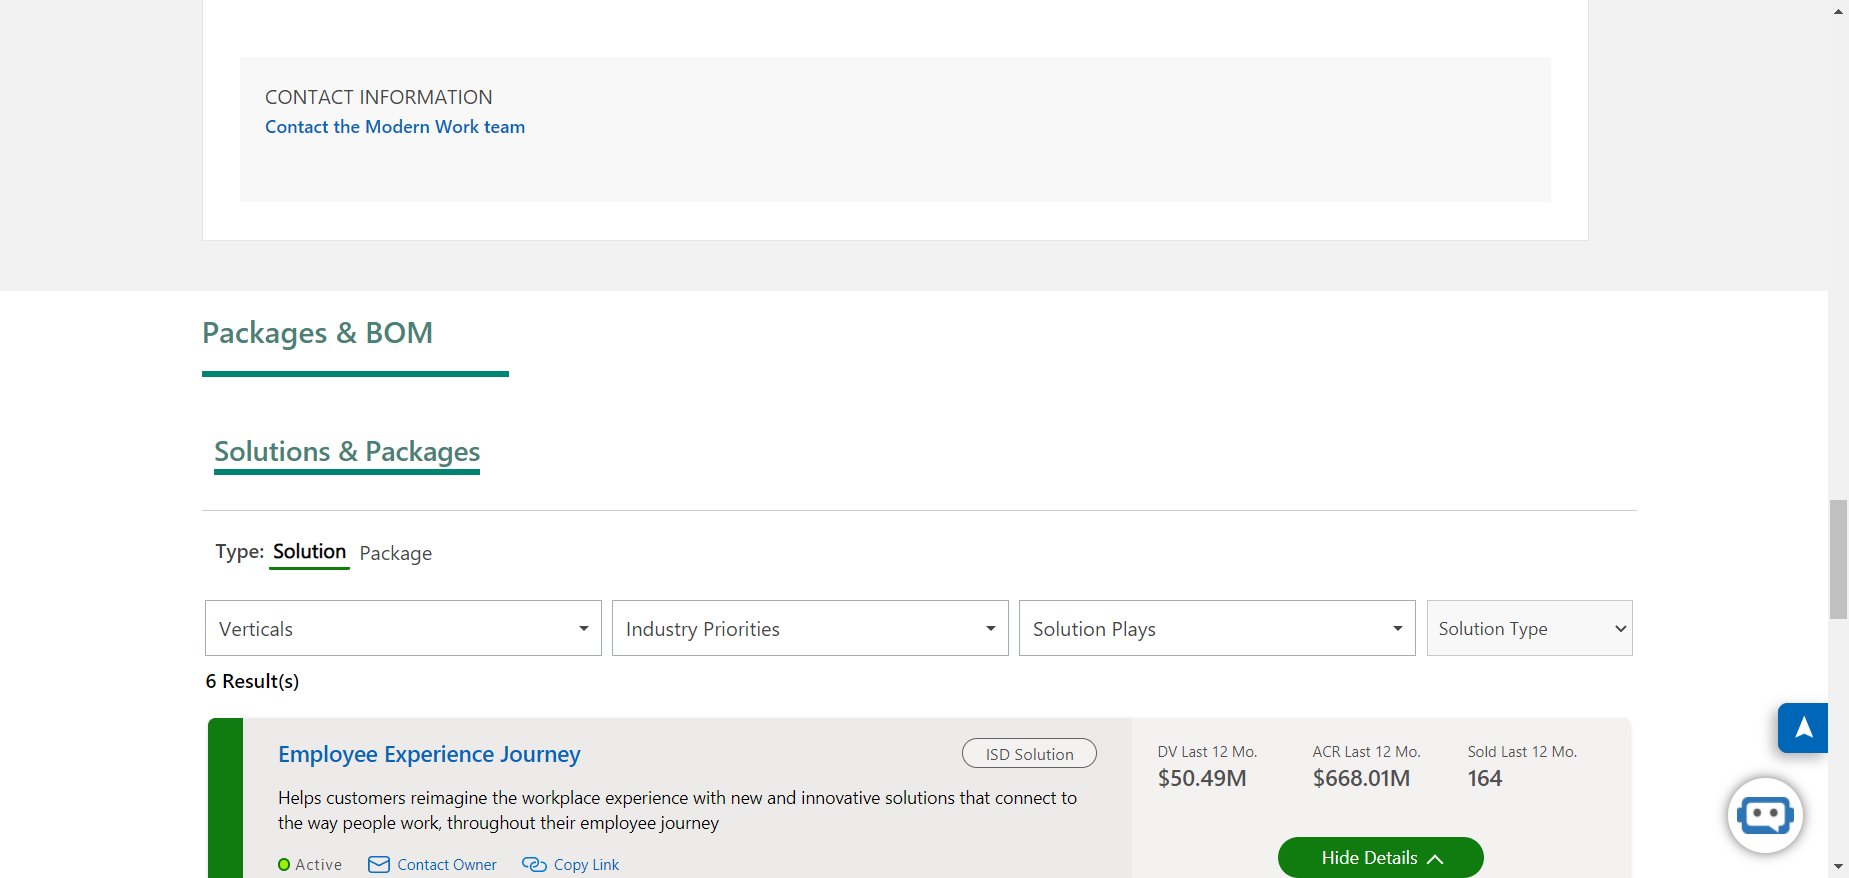 CONTACT INFORMATION
Contact the Modern Work team
Packages & BOM
Solutions & Packages
Type: Solution Package
Verticals Industry Priorities Solution Plays Solution Type
6 Result(s)
Employee Experience Journey ISD Solution
DV Last 12 Mo. ACR Last 12 Mo. Sold Last 12 Mo.
$50.49M $668.01M 164
Helps customers reimagine the workplace experience with new and innovative solutions that connect to
the way people work, throughout their employee journey
Active Contact Owner Copy Link
Hide Details